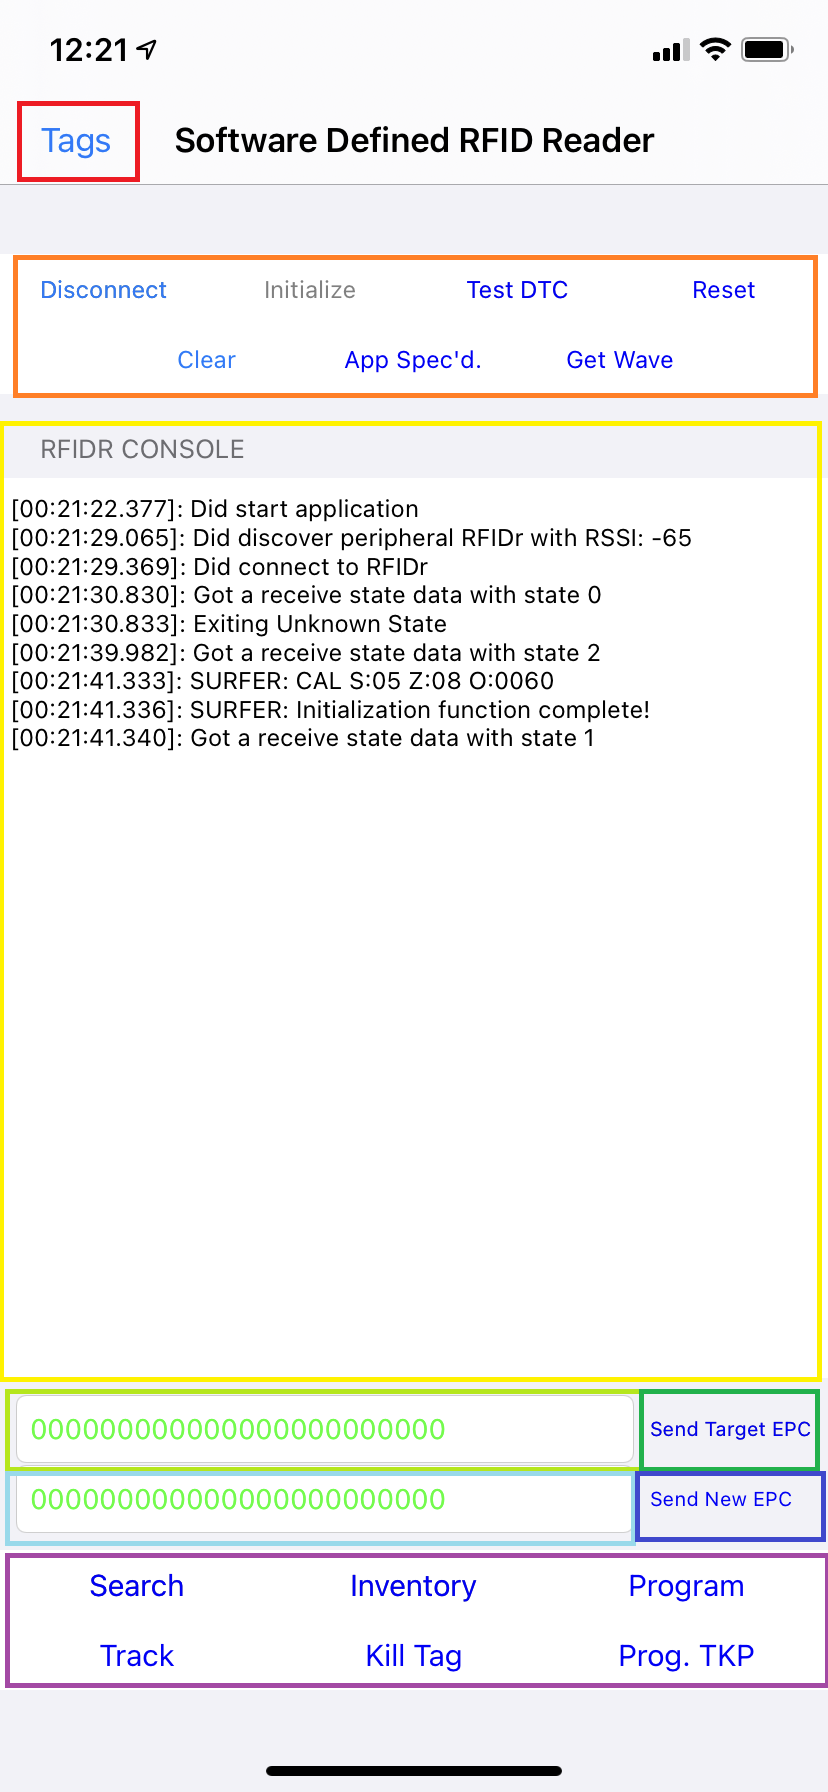 12:21
Tags Software Defined RFID Reader
Disconnect Initialize Test DTC Reset
Clear App Spec'd. Get Wave
RFIDR CONSOLE
[00:21:22.377]: Did start application
[00:21:29.065]: Did discover peripheral RFIDr with RSSI: -65
[00:21:29.369]: Did connect to RFIDr
[00:21:30.830]: Got a receive state data with state 0
[00:21:30.833]: Exiting Unknown State
[00:21:39.982]: Got a receive state data with state 2
[00:21:41.333]: SURFER: CAL S:05 Z:08 O:0060
[00:21:41.336]: SURFER: Initialization function complete!
[00:21:41.340]: Got a receive state data with state 1
000000000000000000000000 Send Target EPC
000000000000000000000000 Send New EPC
Search Inventory Program
Track Kill Tag Prog. TKP